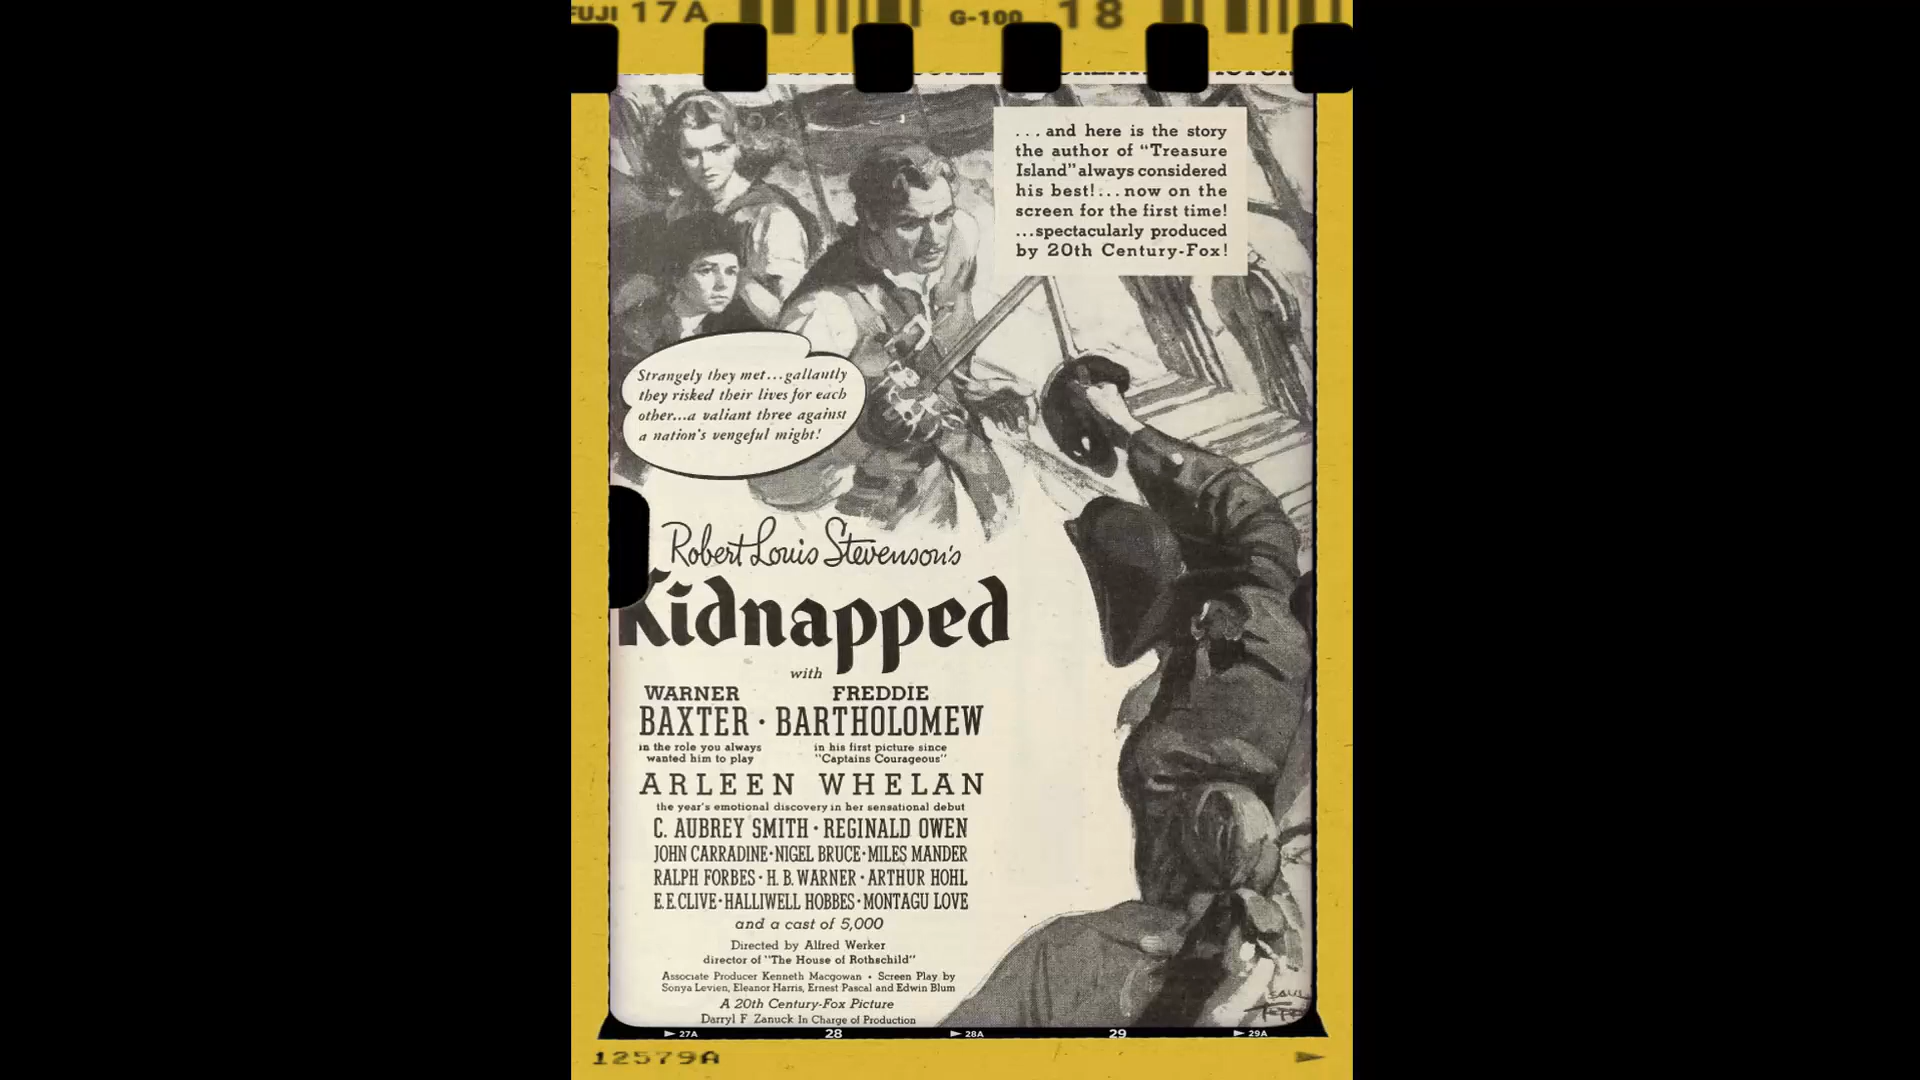 FUJI 17A
G-100 18
...and here is the story
the author of "Treasure
Island" always considered
his best!...now on the
screen for the first time!
...spectacularly produced
by 20th Century-Fox!
Strangely they met...gallantly
they risked their lives for each
other...a valiant three against
a nation's vengeful might!
Robert Louis Stevenson's
Kidnapped
with
WARNER FREDDIE
BAXTER · BARTHOLOMEW
in the role you always in his first picture since
wanted him to play "Captains Courageous"
ARLEEN WHELAN
the year's emotional discovery in her sensational debut
C. AUBREY SMITH · REGINALD OWEN
JOHN CARRADINE · NIGEL BRUCE · MILES MANDER
RALPH FORBES · H. B. WARNER · ARTHUR HOHL
E. E. CLIVE · HALLIWELL HOBBES · MONTAGU LOVE
and a cast of 5,000
Directed by Alfred Werker
director of "The House of Rothschild"
Associate Producer Kenneth Macgowan • Screen Play by
Sonya Levien, Eleanor Harris, Ernest Pascal and Edwin Blum
A 20th Century-Fox Picture
Darryl F. Zanuck In Charge of Production
27A 28 28A 29 29A
12579A